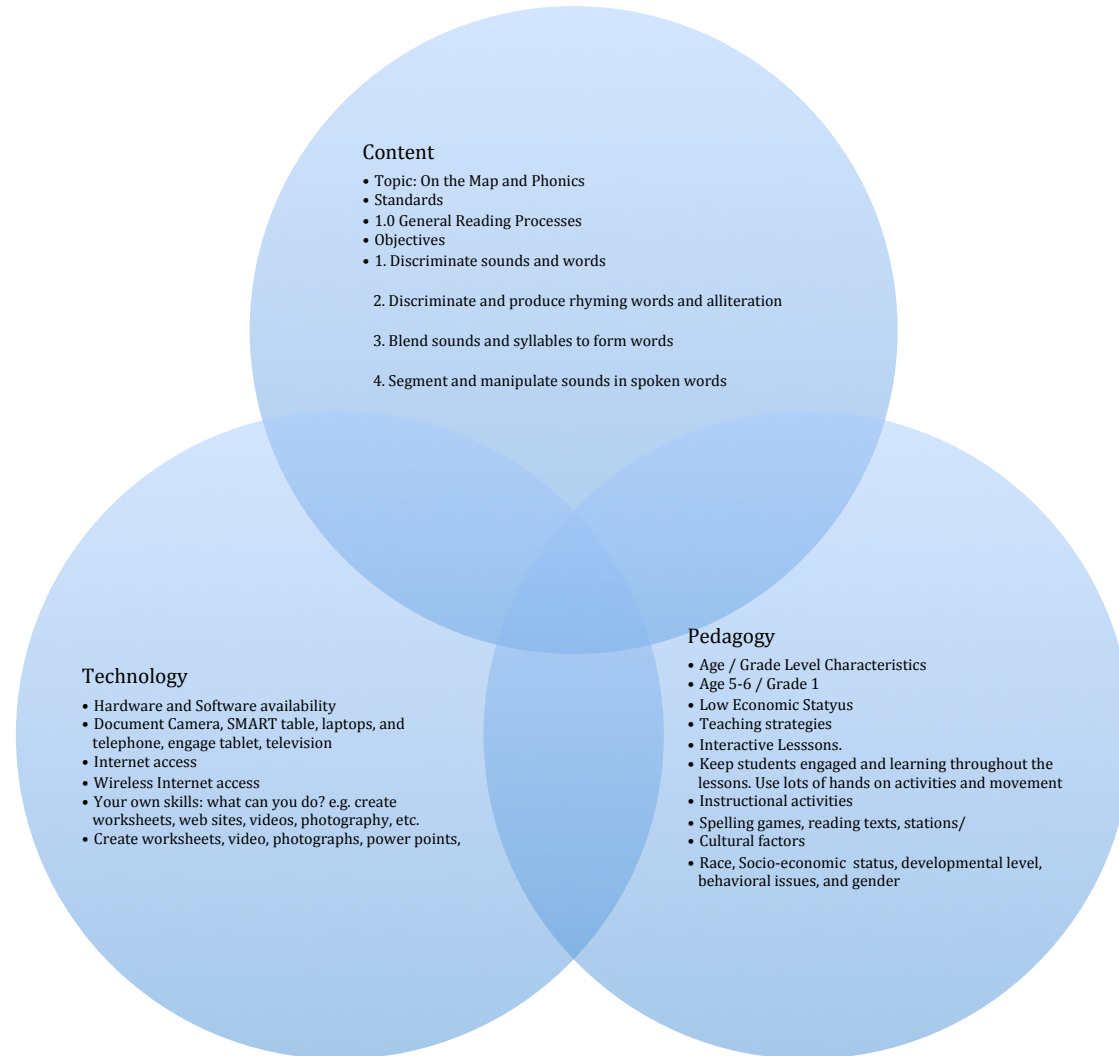 Content
• Topic: On the Map and Phonics
• Standards
• 1.0 General Reading Processes
• Objectives
• 1. Discriminate sounds and words
2. Discriminate and produce rhyming words and alliteration
3. Blend sounds and syllables to form words
4. Segment and manipulate sounds in spoken words
Technology
• Hardware and Software availability
• Document Camera, SMART table, laptops, and
telephone, engage tablet, television
• Internet access
• Wireless Internet access
• Your own skills: what can you do? e.g. create
worksheets, web sites, videos, photography, etc.
• Create worksheets, video, photographs, power points,
Pedagogy
• Age / Grade Level Characteristics
• Age 5-6 / Grade 1
• Low Economic Statyus
• Teaching strategies
• Interactive Lesssons.
• Keep students engaged and learning throughout the
lessons. Use lots of hands on activities and movement
• Instructional activities
• Spelling games, reading texts, stations/
• Cultural factors
• Race, Socio-economic  status, developmental level,
behavioral issues, and gender